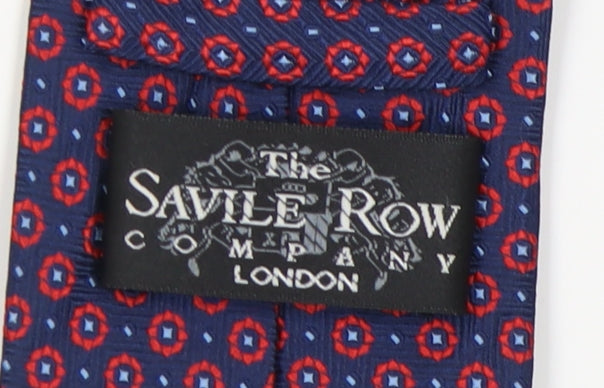 The
SAVILE ROW
COMPANY
LONDON